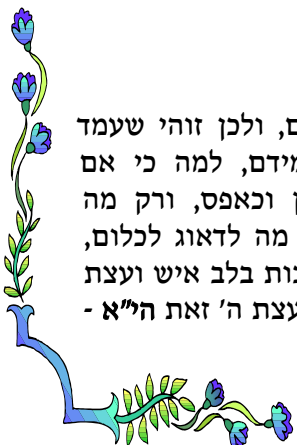 ם, ולכן זוהי שעמד
מידם, למה כי אם
וכאפס, ורק מה
מה לדאוג לכלום,
בות בלב איש ועצת
עצת ה' זאת הי"א -